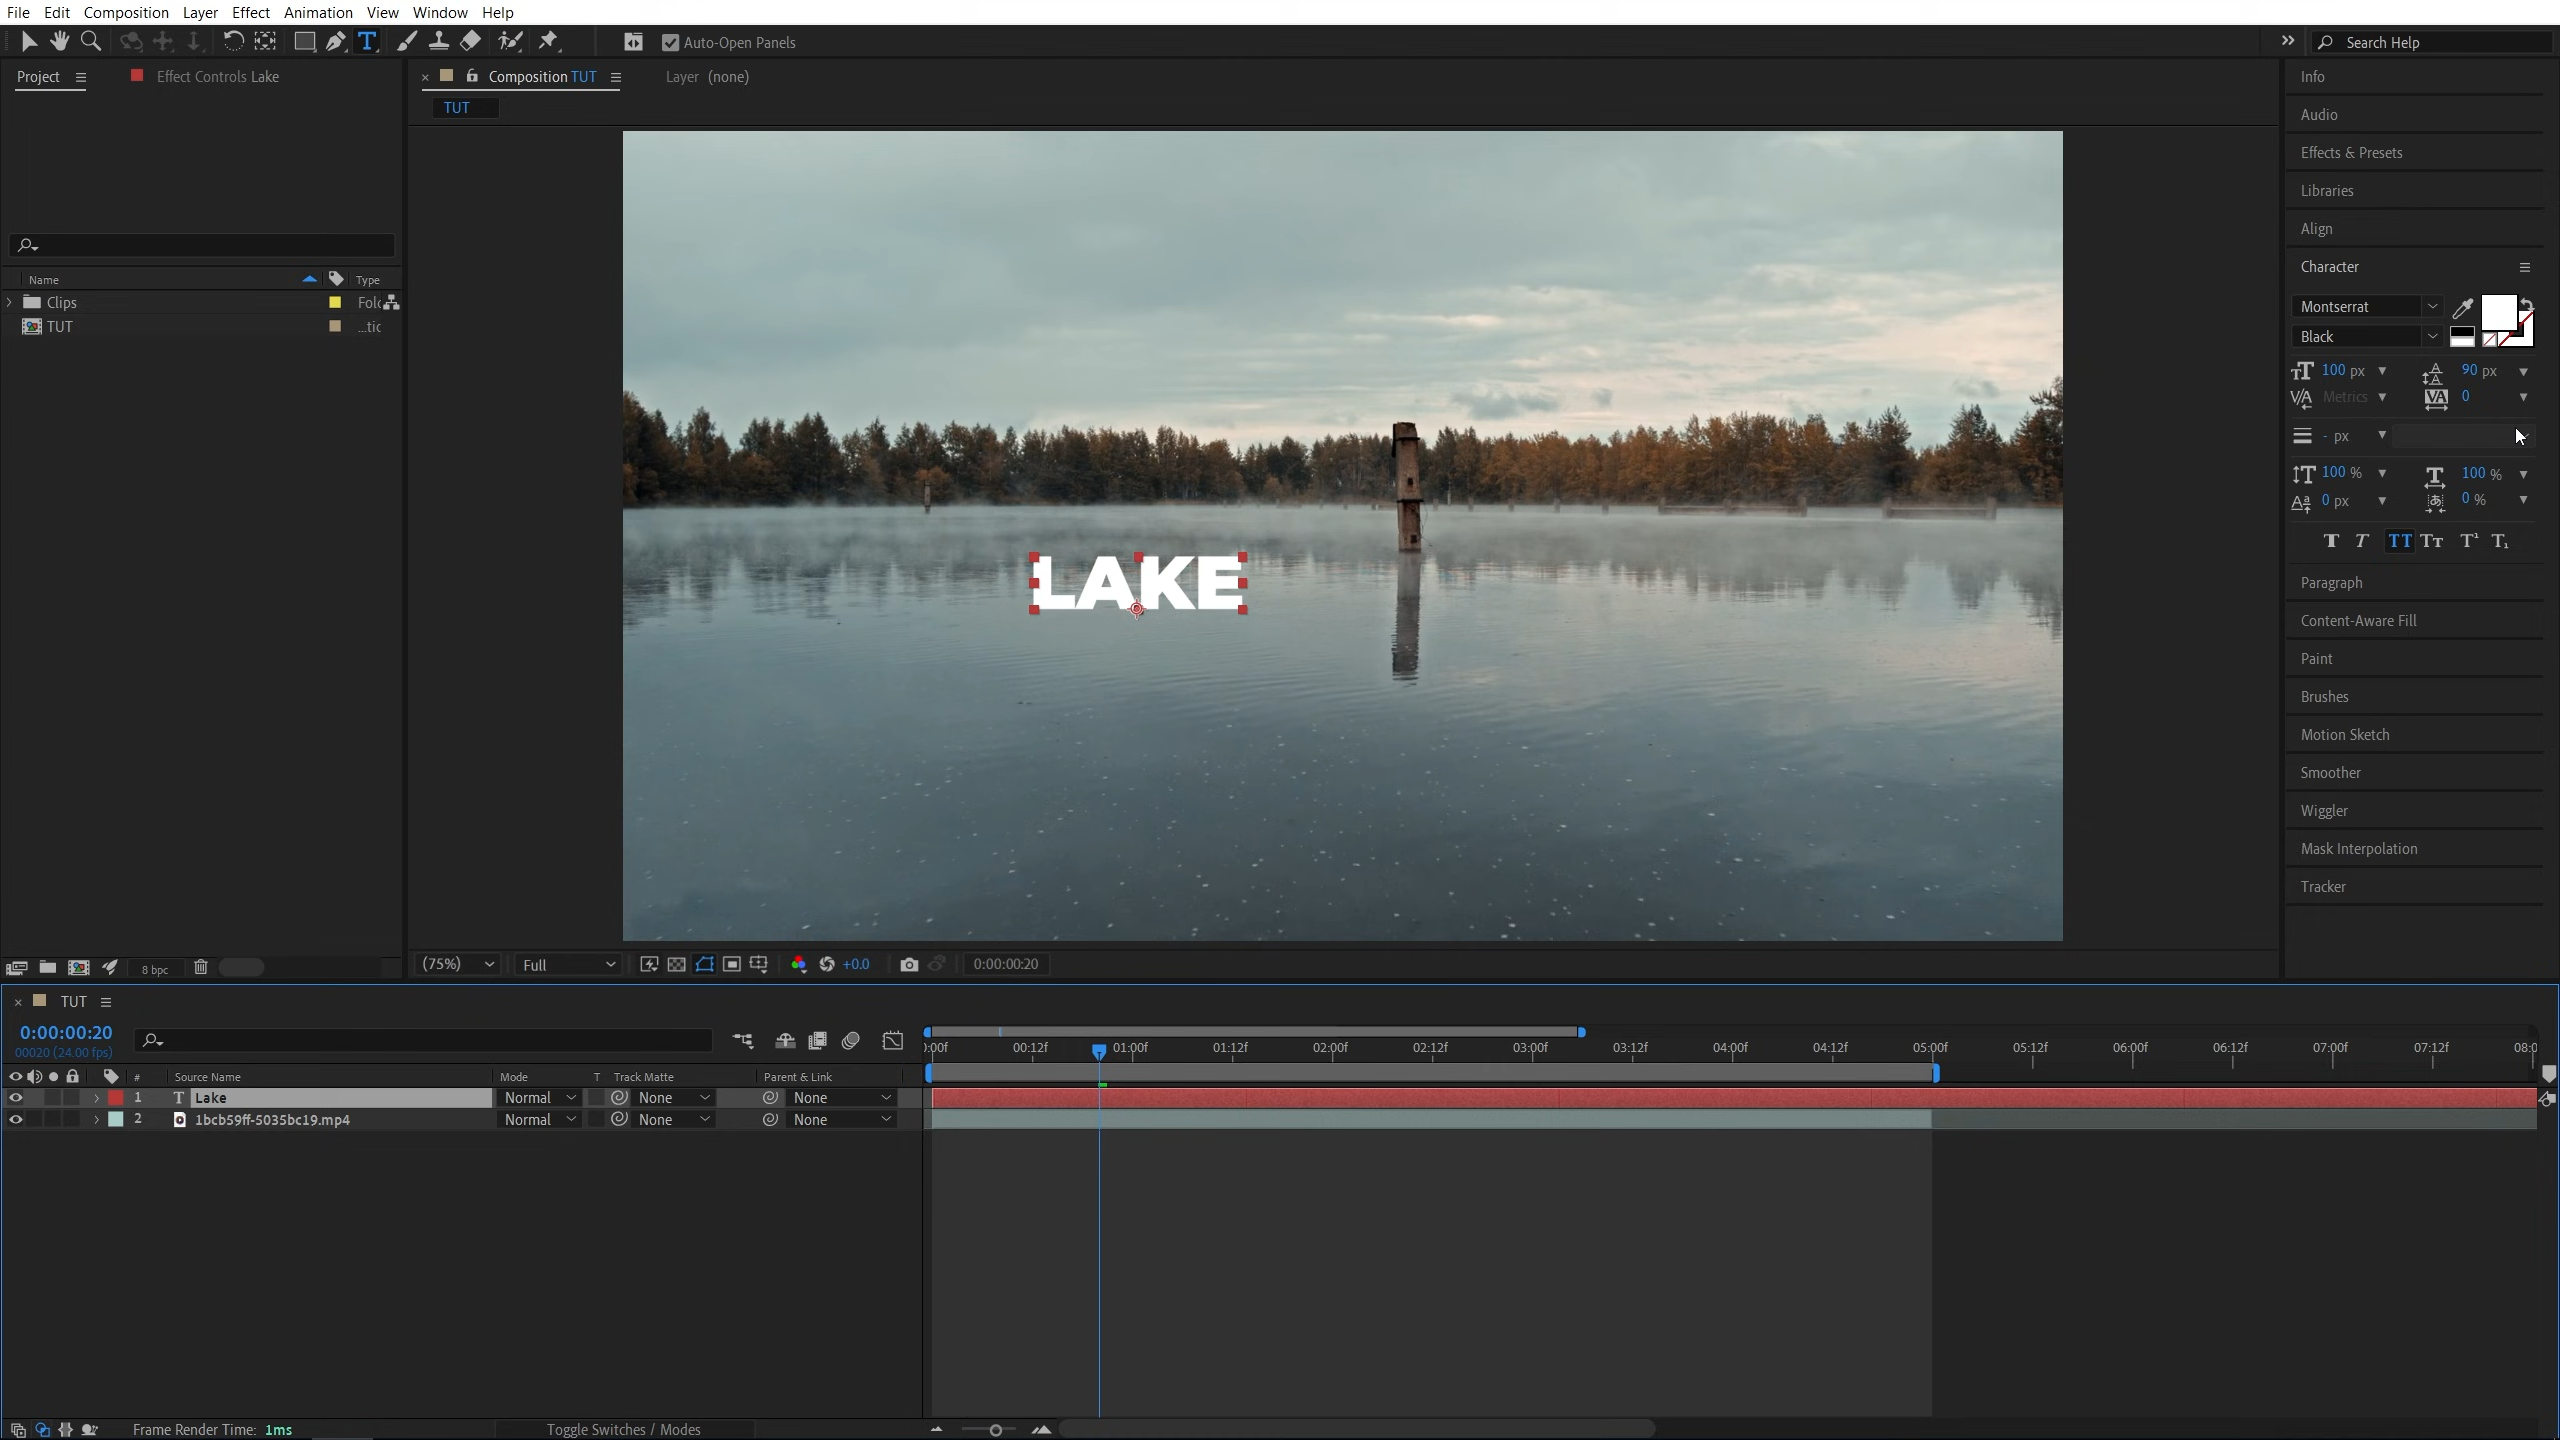 File Edit Composition Layer Effect Animation View Window Help
Auto-Open Panels
Search Help
Project
Effect Controls Lake
Composition TUT
Layer (none)
TUT
Name
Type
Clips
Fol
TUT
...tic
8 bpc
LAKE
(75%)
Full
+0.0
0:00:00:20
Info
Audio
Effects & Presets
Libraries
Align
Character
Montserrat
Black
100 px
90 px
Metrics
0
- px
100 %
100 %
0 px
0 %
Paragraph
Content-Aware Fill
Paint
Brushes
Motion Sketch
Smoother
Wiggler
Mask Interpolation
Tracker
TUT
0:00:00:20
00020 (24.00 fps)
:00f 00:12f 01:00f 01:12f 02:00f 02:12f 03:00f 03:12f 04:00f 04:12f 05:00f 05:12f 06:00f 06:12f 07:00f 07:12f 08:0
# Source Name Mode T Track Matte Parent & Link
1 T Lake Normal None None
2 1bcb59ff-5035bc19.mp4 Normal None None
Frame Render Time: 1ms
Toggle Switches / Modes